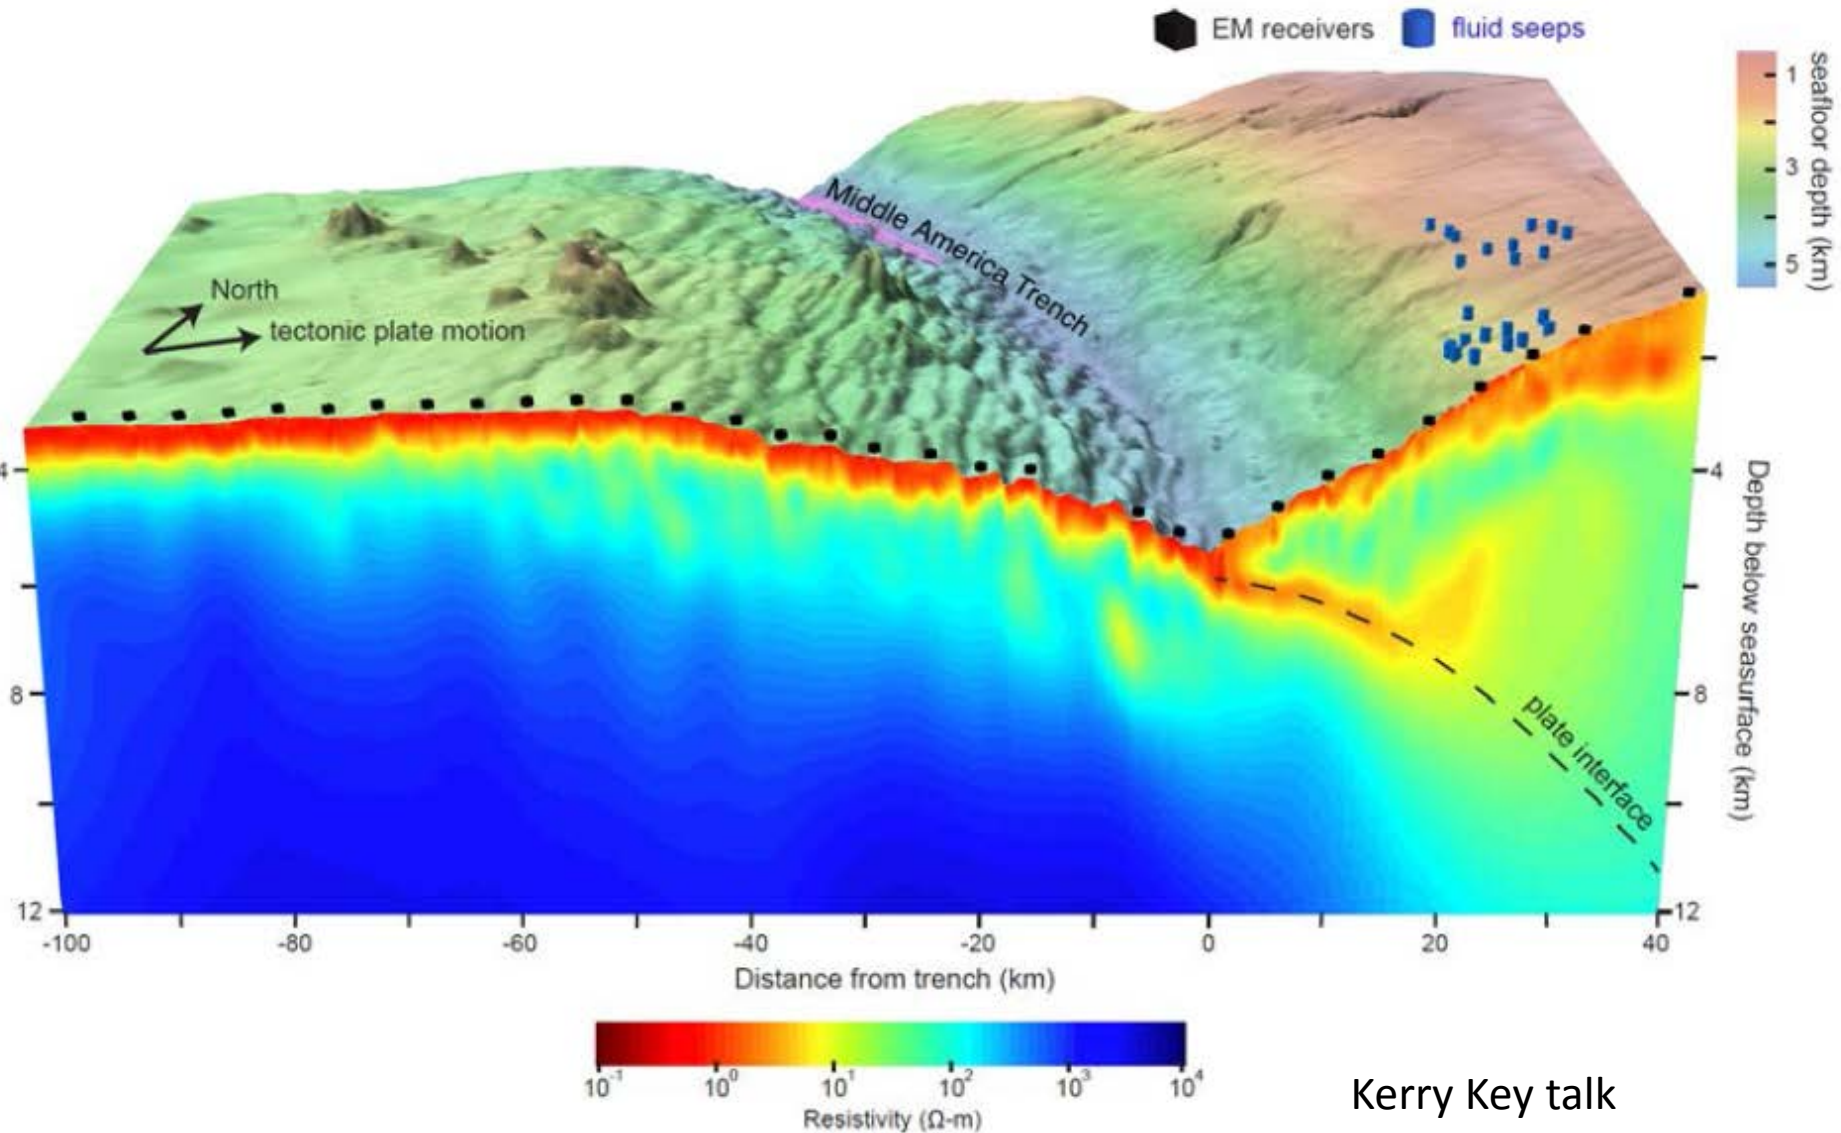 EM receivers fluid seeps
1
3
5
seafloor depth (km)
Middle America Trench
North
tectonic plate motion
4
8
12
4
8
12
Depth below seasurface (km)
plate interface
-100 -80 -60 -40 -20 0 20 40
Distance from trench (km)
10-1 100 101 102 103 104
Resistivity (Ω-m)
Kerry Key talk